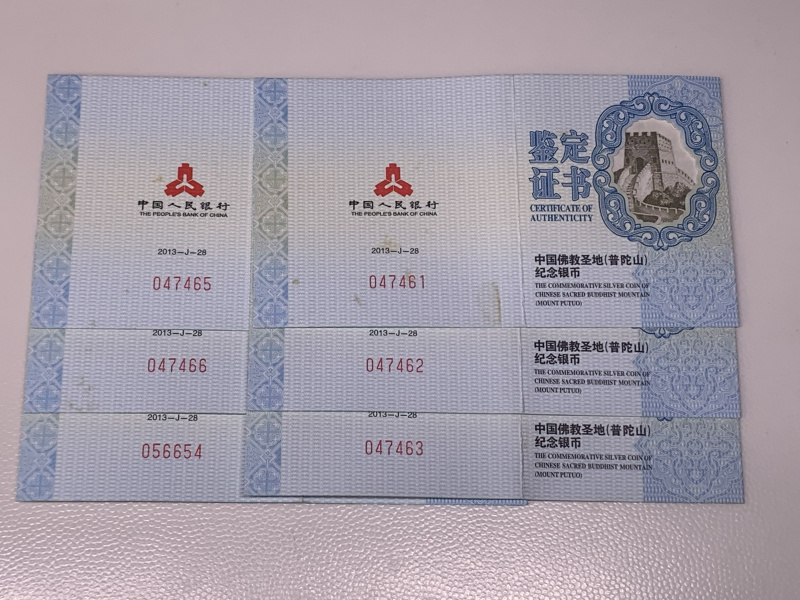 中国人民银行
THE PEOPLE'S BANK OF CHINA
2013-J-28
047465
中国人民银行
THE PEOPLE'S BANK OF CHINA
2013-J-28
047461
鉴定
证书
CERTIFICATE OF
AUTHENTICITY
中国佛教圣地(普陀山)
纪念银币
THE COMMEMORATIVE SILVER COIN OF
CHINESE SACRED BUDDHIST MOUNTAIN
(MOUNT PUTUO)
2013-J-28
047466
2013-J-28
047462
中国佛教圣地(普陀山)
纪念银币
THE COMMEMORATIVE SILVER COIN OF
CHINESE SACRED BUDDHIST MOUNTAIN
(MOUNT PUTUO)
2013-J-28
056654
2013-J-28
047463
中国佛教圣地(普陀山)
纪念银币
THE COMMEMORATIVE SILVER COIN OF
CHINESE SACRED BUDDHIST MOUNTAIN
(MOUNT PUTUO)